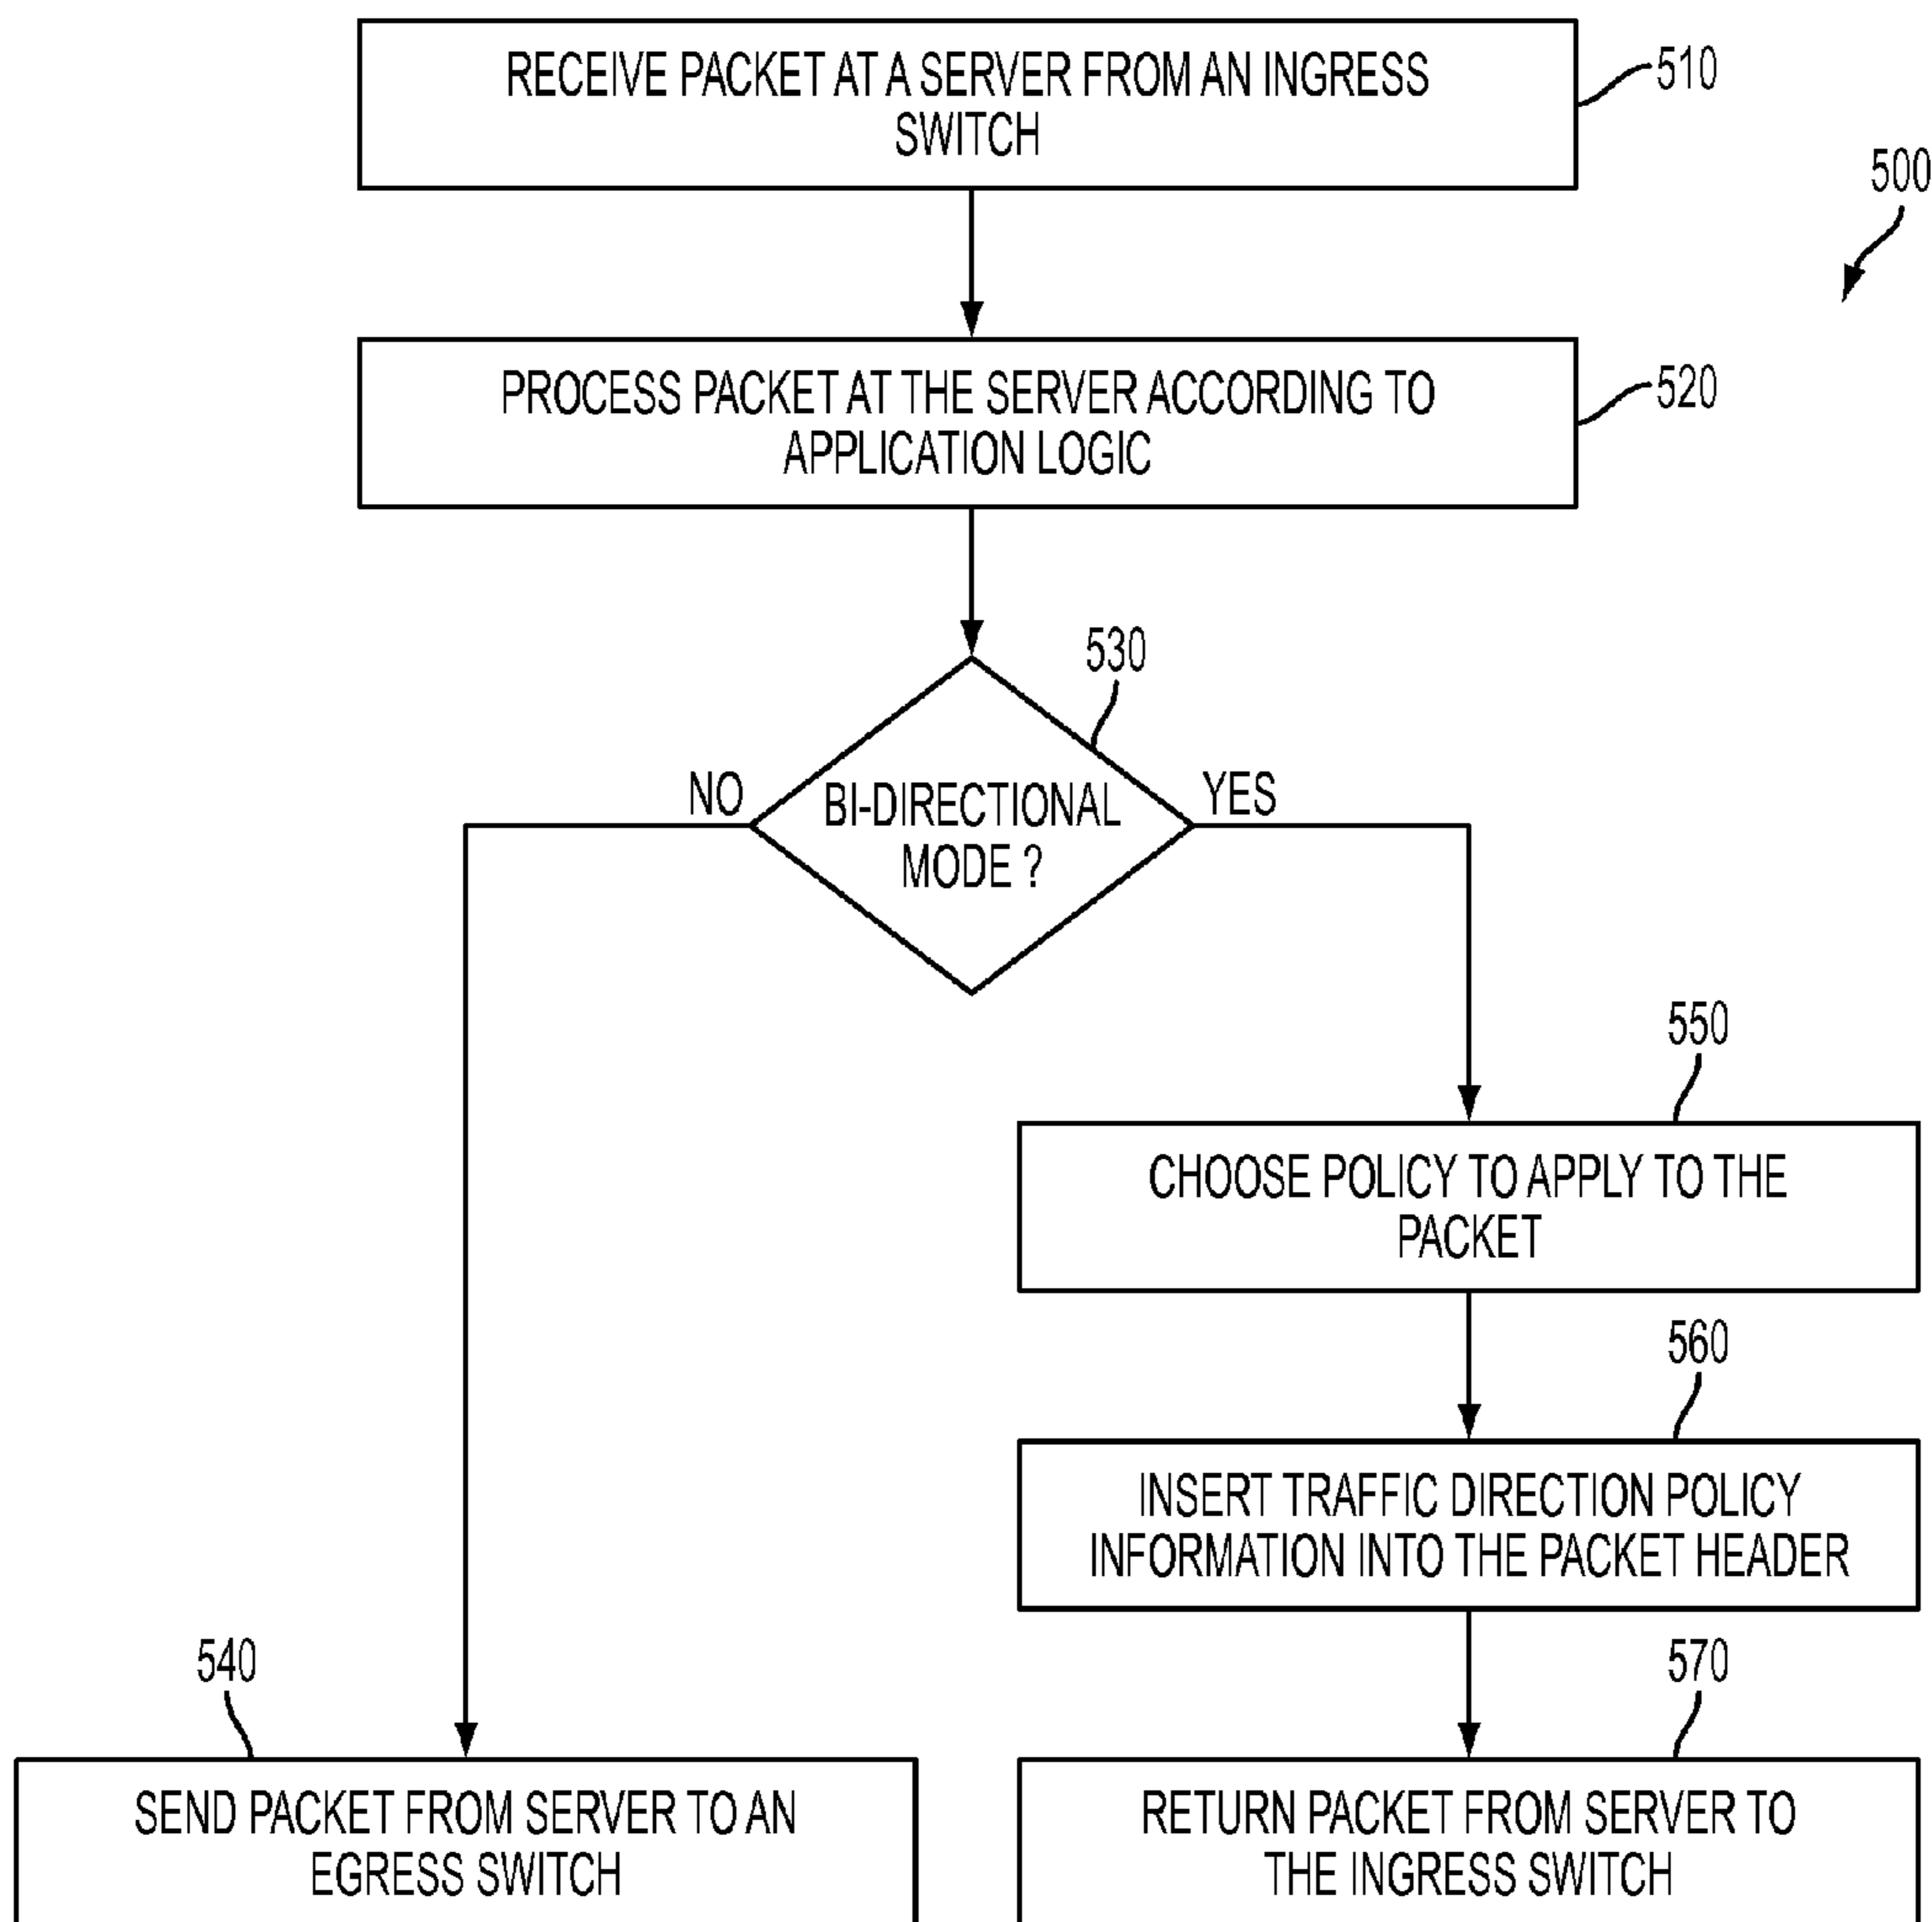 RECEIVE PACKET AT A SERVER FROM AN INGRESS
SWITCH
510
500
PROCESS PACKET AT THE SERVER ACCORDING TO
APPLICATION LOGIC
520
530
NO
BI-DIRECTIONAL
MODE ?
YES
550
CHOOSE POLICY TO APPLY TO THE
PACKET
560
INSERT TRAFFIC DIRECTION POLICY
INFORMATION INTO THE PACKET HEADER
540
SEND PACKET FROM SERVER TO AN
EGRESS SWITCH
570
RETURN PACKET FROM SERVER TO
THE INGRESS SWITCH